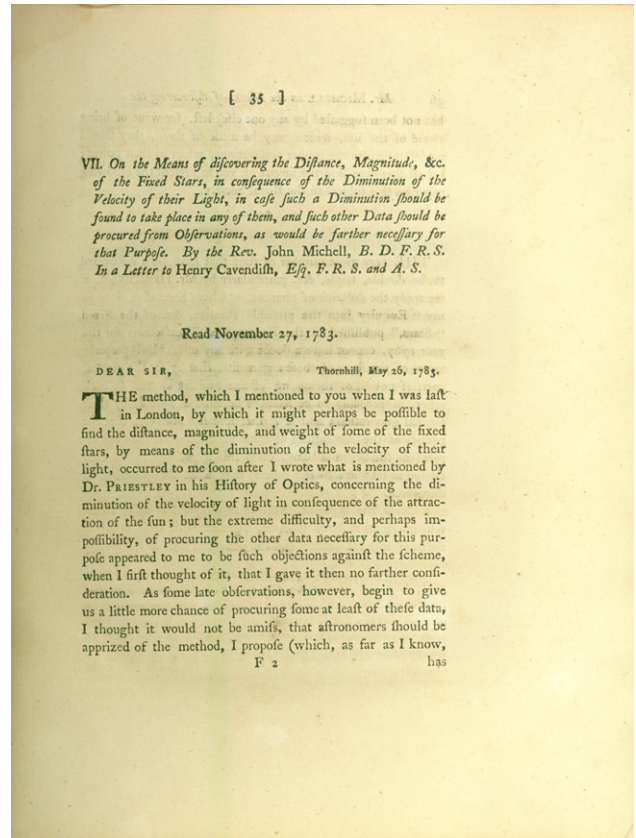 [ 35 ]
VII. On the Means of diſcovering the Diſtance, Magnitude, &c.
of the Fixed Stars, in conſequence of the Diminution of the
Velocity of their Light, in caſe ſuch a Diminution ſhould be
found to take place in any of them, and ſuch other Data ſhould be
procured from Obſervations, as would be farther neceſſary for
that Purpoſe. By the Rev. John Michell, B. D. F. R. S.
In a Letter to Henry Cavendiſh, Eſq. F. R. S. and A. S.
Read November 27, 1783.
DEAR SIR, Thornhill, May 26, 1783.
THE method, which I mentioned to you when I was laſt
in London, by which it might perhaps be poſſible to
find the diſtance, magnitude, and weight of ſome of the fixed
ſtars, by means of the diminution of the velocity of their
light, occurred to me ſoon after I wrote what is mentioned by
Dr. PRIESTLEY in his Hiſtory of Optics, concerning the di-
minution of the velocity of light in conſequence of the attrac-
tion of the ſun; but the extreme difficulty, and perhaps im-
poſſibility, of procuring the other data neceſſary for this pur-
poſe appeared to me to be ſuch objections againſt the ſcheme,
when I firſt thought of it, that I gave it then no farther conſi-
deration. As ſome late obſervations, however, begin to give
us a little more chance of procuring ſome at leaſt of theſe data,
I thought it would not be amiſs, that aſtronomers ſhould be
apprized of the method, I propoſe (which, as far as I know,
F 2 has